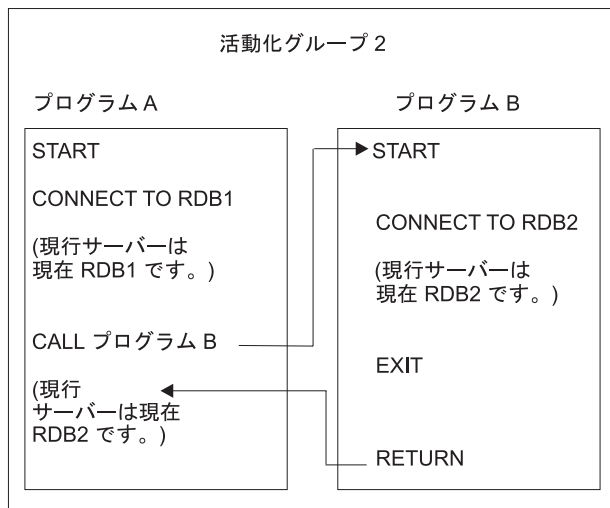 活動化グループ 2
プログラム A
START
CONNECT TO RDB1
(現行サーバーは
現在 RDB1 です。)
CALL プログラム B
(現行
サーバーは現在
RDB2 です。)
プログラム B
START
CONNECT TO RDB2
(現行サーバーは
現在 RDB2 です。)
EXIT
RETURN